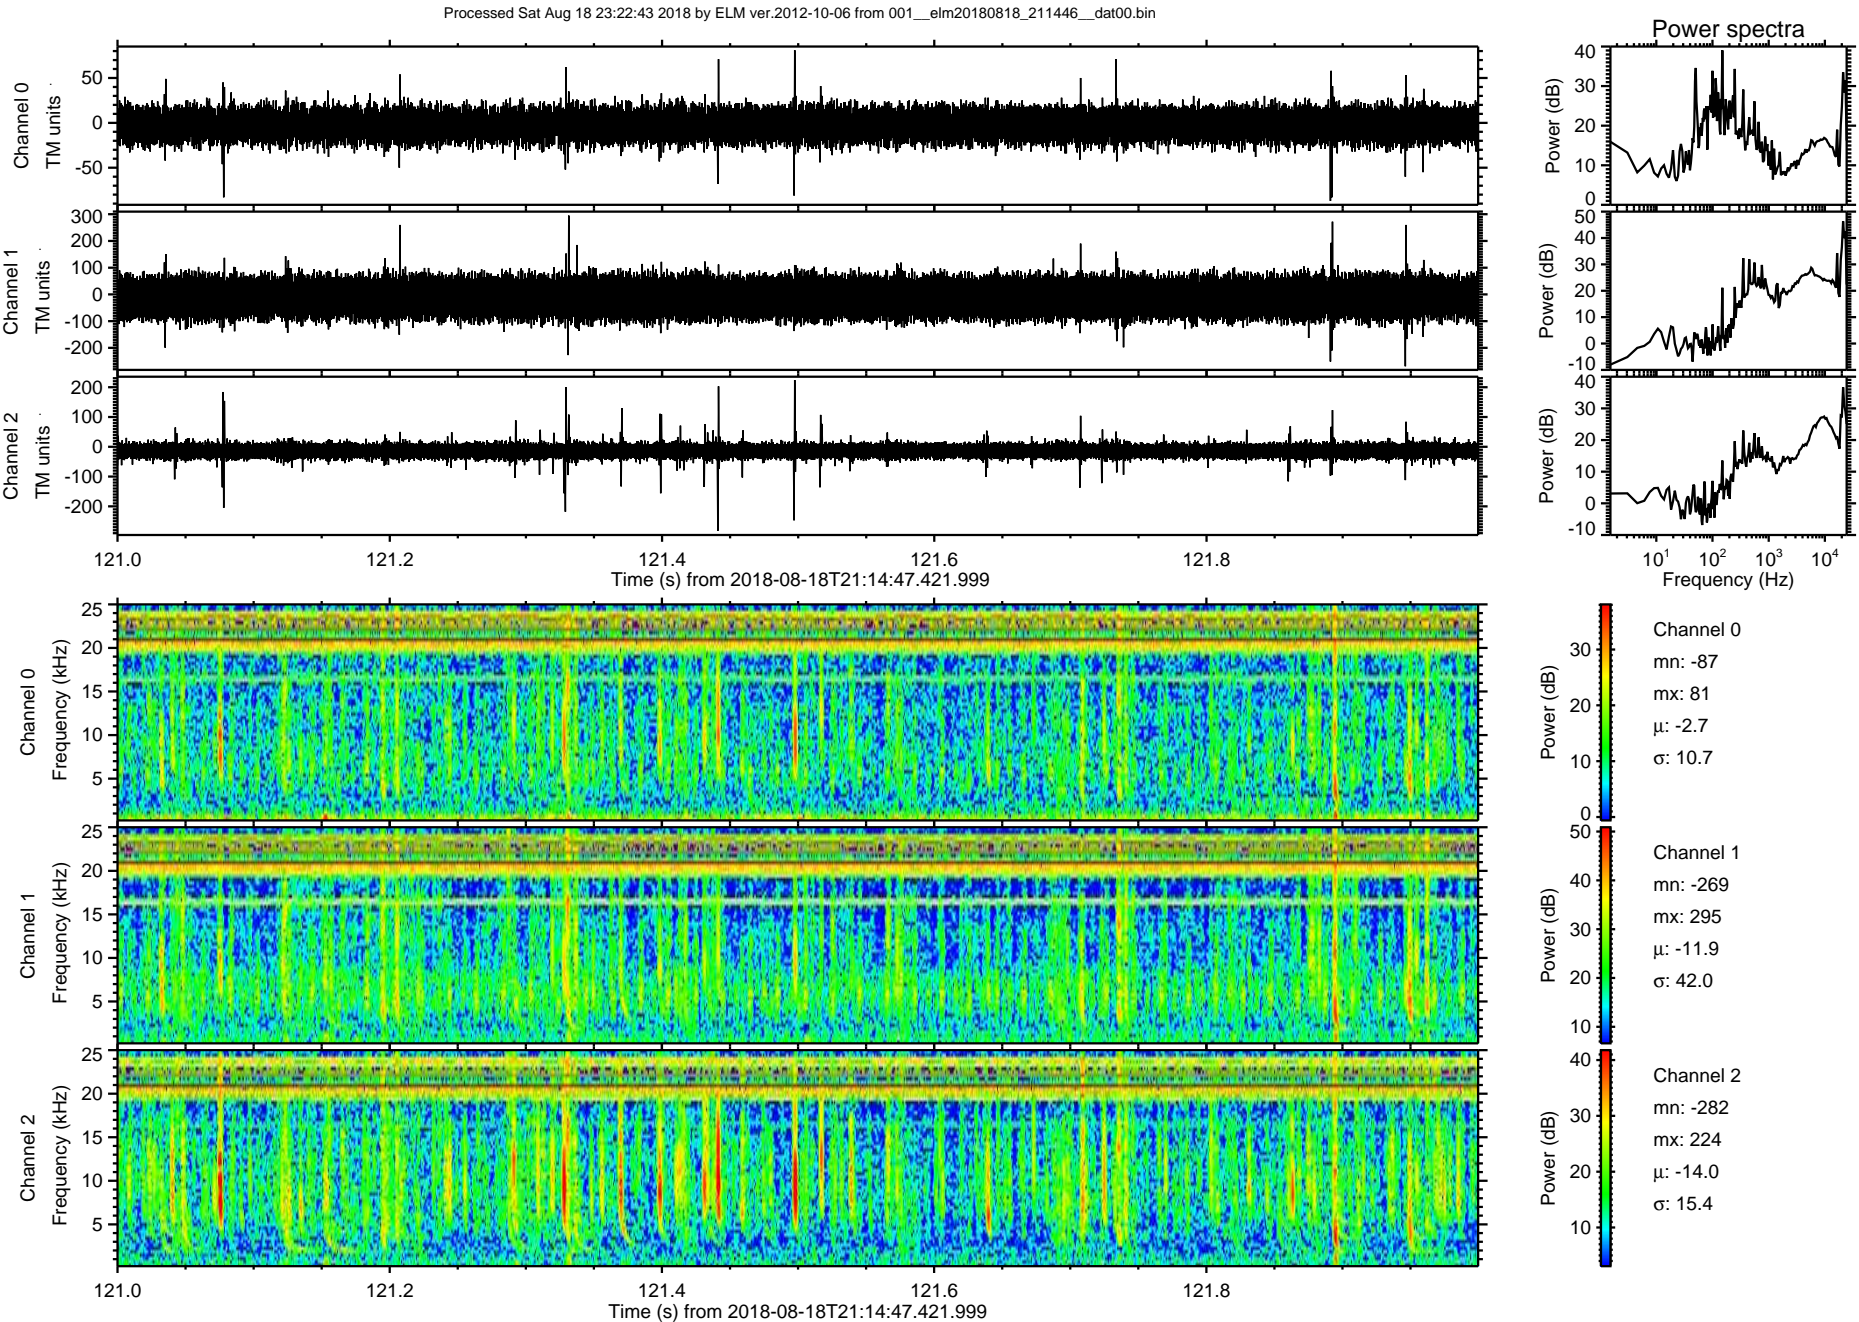 Processed Sat Aug 18 23:22:43 2018 by ELM ver.2012-10-06 from 001__elm20180818_211446__dat00.bin
Power spectra
Channel 0
TM units
50
0
-50
Power (dB)
40
30
20
10
0
Channel 1
TM units
300
200
100
0
-100
-200
Power (dB)
50
40
30
20
10
0
-10
Channel 2
TM units
200
100
0
-100
-200
Power (dB)
40
30
20
10
0
-10
121.0 121.2 121.4 121.6 121.8
Time (s) from 2018-08-18T21:14:47.421.999
10^1 10^2 10^3 10^4
Frequency (Hz)
Channel 0
Frequency (kHz)
25
20
15
10
5
Power (dB)
30
20
10
0
Channel 0
mn: -87
mx: 81
μ: -2.7
σ: 10.7
Channel 1
Frequency (kHz)
25
20
15
10
5
Power (dB)
50
40
30
20
10
Channel 1
mn: -269
mx: 295
μ: -11.9
σ: 42.0
Channel 2
Frequency (kHz)
25
20
15
10
5
Power (dB)
40
30
20
10
Channel 2
mn: -282
mx: 224
μ: -14.0
σ: 15.4
121.0 121.2 121.4 121.6 121.8
Time (s) from 2018-08-18T21:14:47.421.999